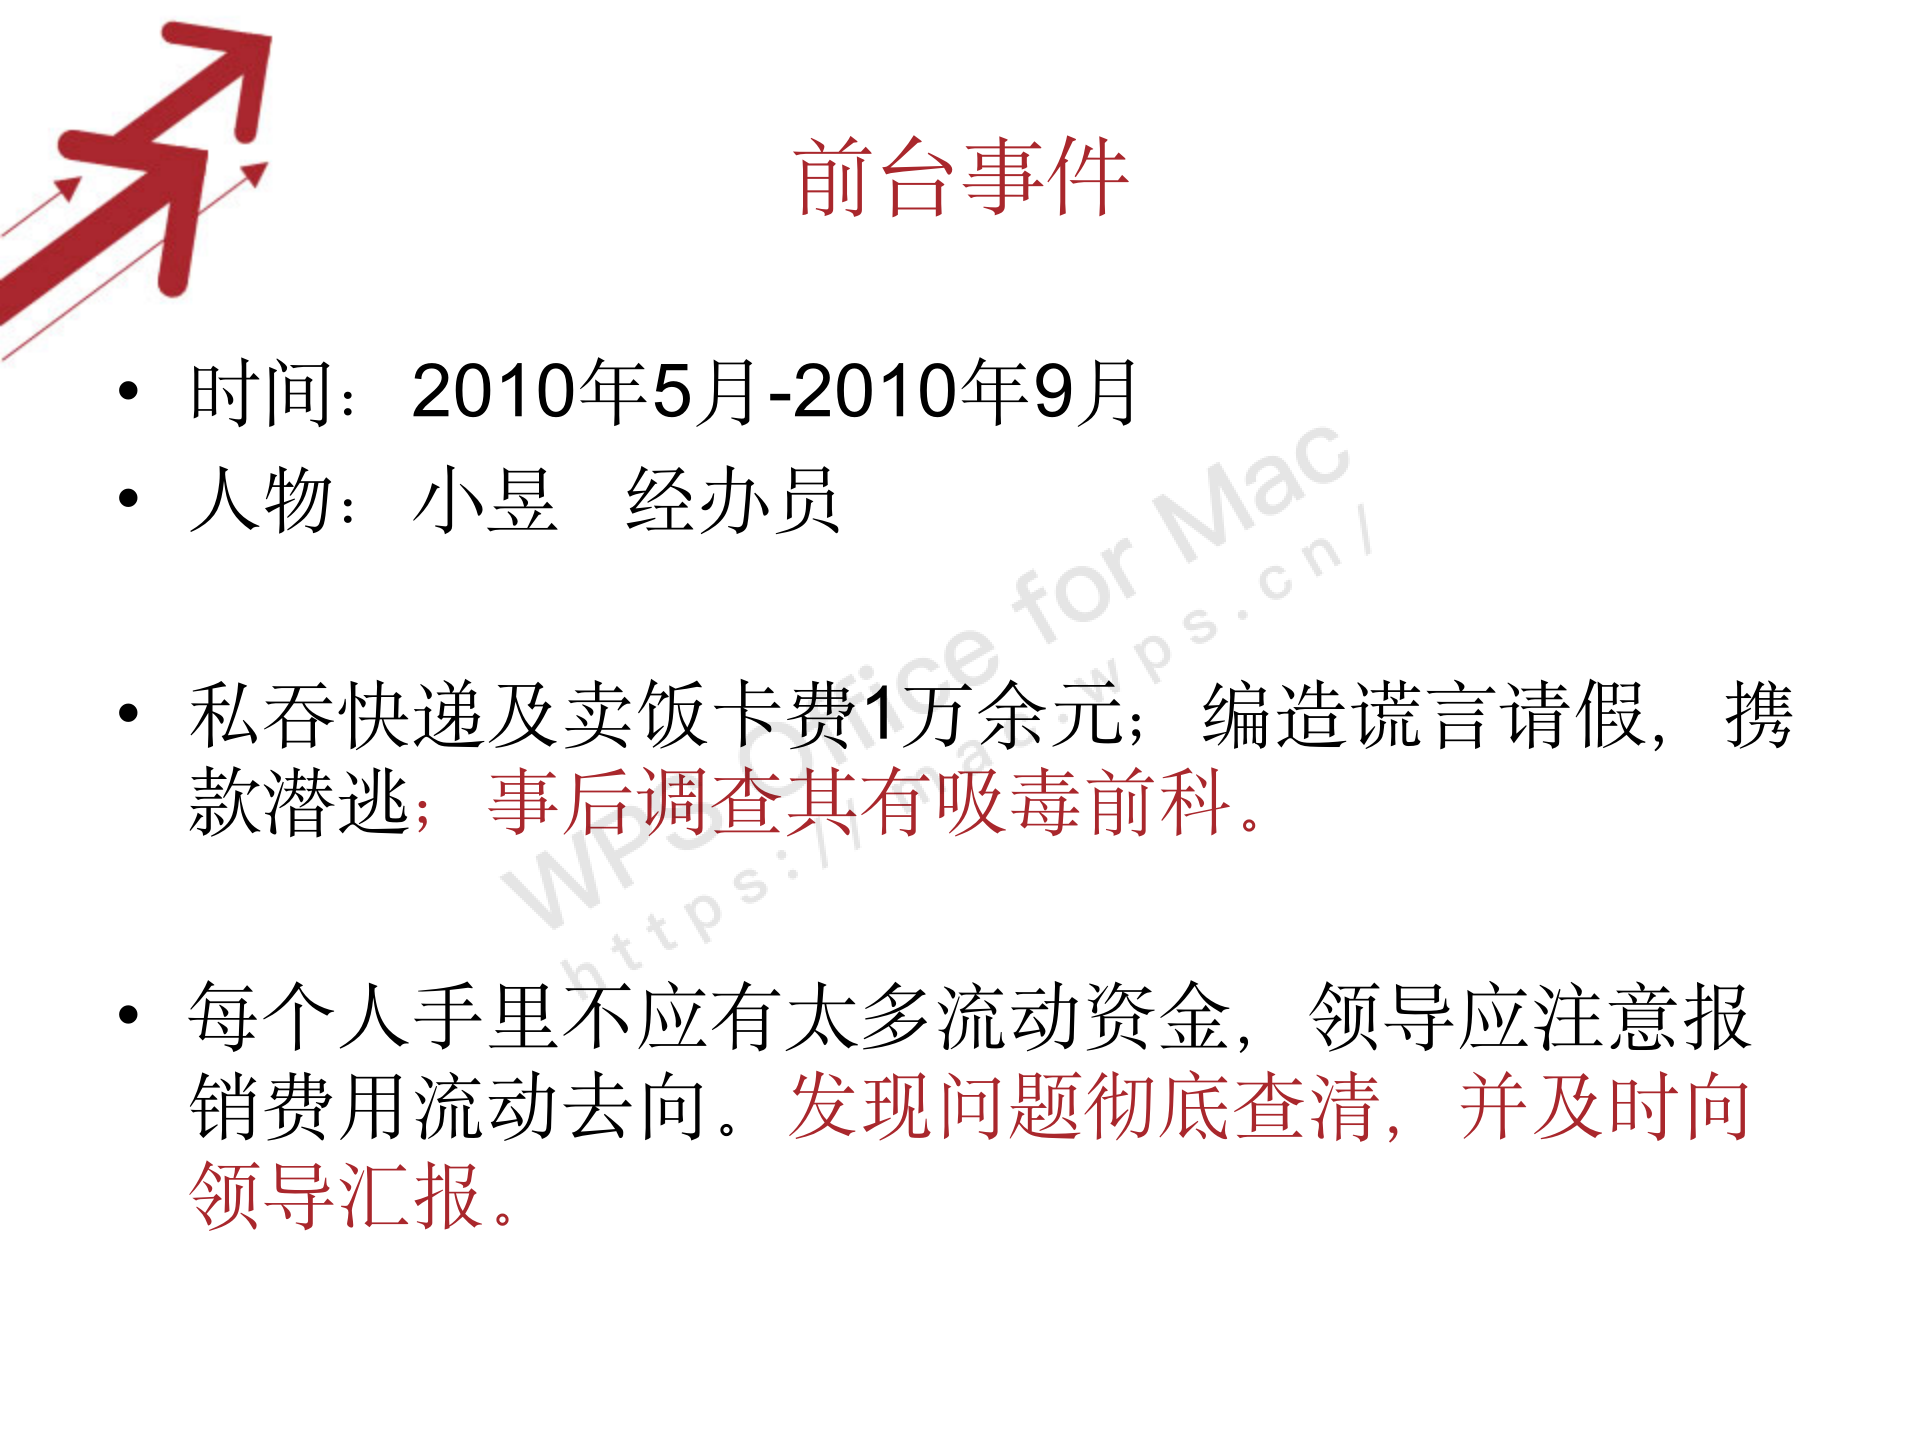 前台事件
• 时间：2010年5月-2010年9月
• 人物：小昱 经办员
• 私吞快递及卖饭卡费1万余元；编造谎言请假，携
款潜逃；事后调查其有吸毒前科。
• 每个人手里不应有太多流动资金，领导应注意报
销费用流动去向。发现问题彻底查清，并及时向
领导汇报。
WPS Office for Mac
https://mac.wps.cn/